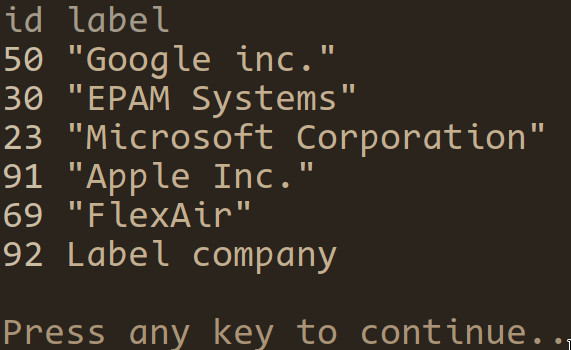 id label
50 "Google inc."
30 "EPAM Systems"
23 "Microsoft Corporation"
91 "Apple Inc."
69 "FlexAir"
92 Label company
Press any key to continue...